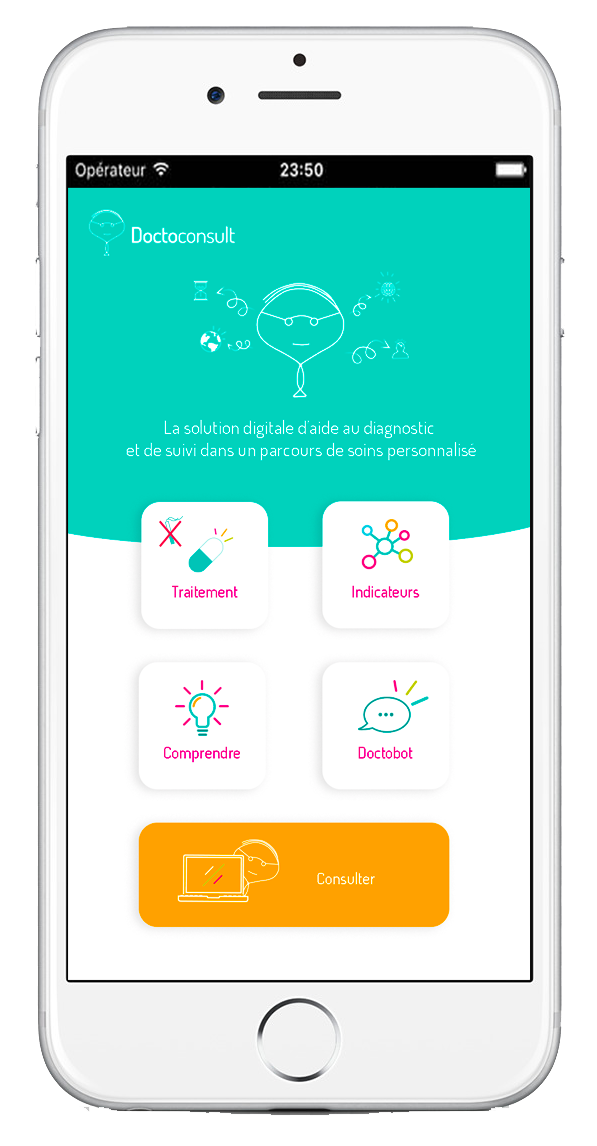 Opérateur 23:50
Doctoconsult
La solution digitale d'aide au diagnostic
et de suivi dans un parcours de soins personnalisé
Traitement Indicateurs
Comprendre Doctobot
Consulter